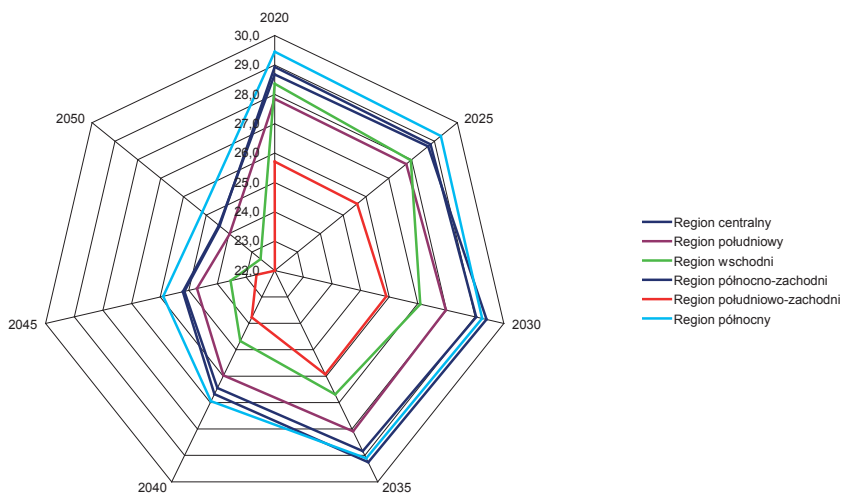 2020
30,0
29,0
28,0
27,0
26,0
25,0
24,0
23,0
22,0
2025
2030
2035
2040
2045
2050
Region centralny
Region południowy
Region wschodni
Region północno-zachodni
Region południowo-zachodni
Region północny